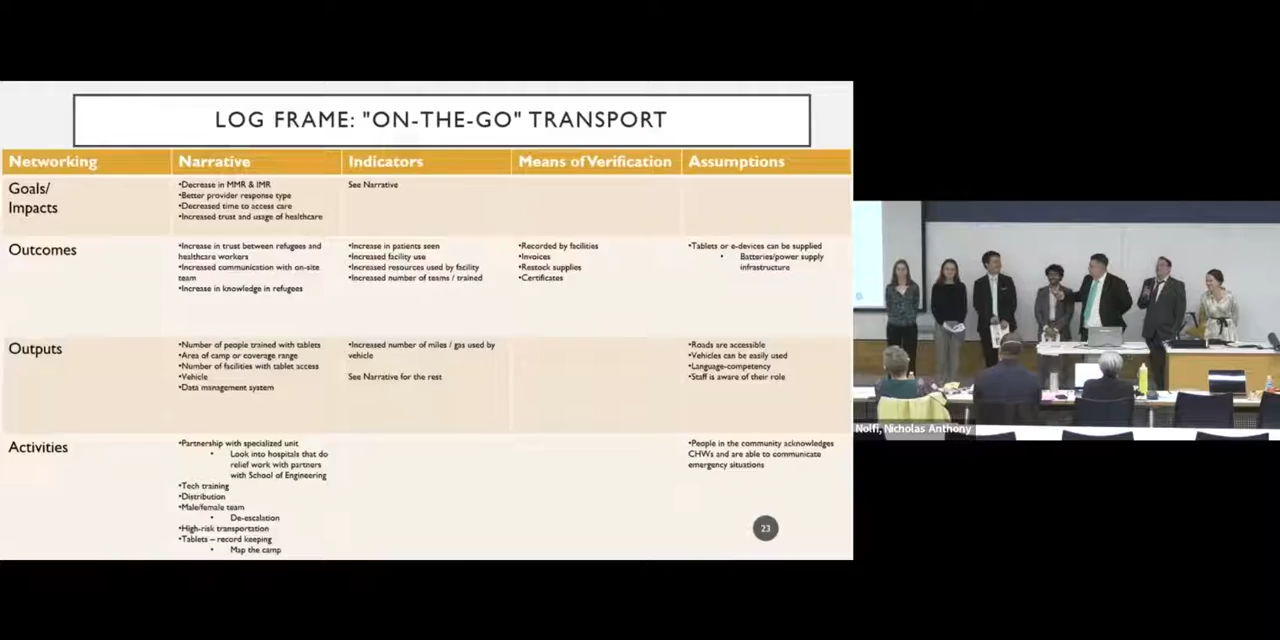 LOG FRAME: "ON-THE-GO" TRANSPORT
Networking
Narrative
Indicators
Means of Verification
Assumptions
Goals/
Impacts
•Decrease in MMR & IMR
•Better provider response type
•Decreased time to access care
•Increased trust and usage of healthcare
See Narrative
Outcomes
•Increase in trust between refugees and
healthcare workers
•Increased communication with on-site
team
•Increase in knowledge in refugees
•Increase in patients seen
•Increased facility use
•Increased resources used by facility
•Increased number of teams / trained
•Recorded by facilities
•Invoices
•Restock supplies
•Certificates
•Tablets or e-devices can be supplied
• Batteries/power supply
infrastructure
Outputs
•Number of people trained with tablets
•Area of camp or coverage range
•Number of facilities with tablet access
•Vehicle
•Data management system
•Increased number of miles / gas used by
vehicle
See Narrative for the rest
•Roads are accessible
•Vehicles can be easily used
•Language-competency
•Staff is aware of their role
Activities
•Partnership with specialized unit
• Look into hospitals that do
relief work with partners
with School of Engineering
•Tech training
•Distribution
•Male/female team
• De-escalation
•High-risk transportation
•Tablets – record keeping
• Map the camp
•People in the community acknowledges
CHWs and are able to communicate
emergency situations
23
Nolfi, Nicholas Anthony